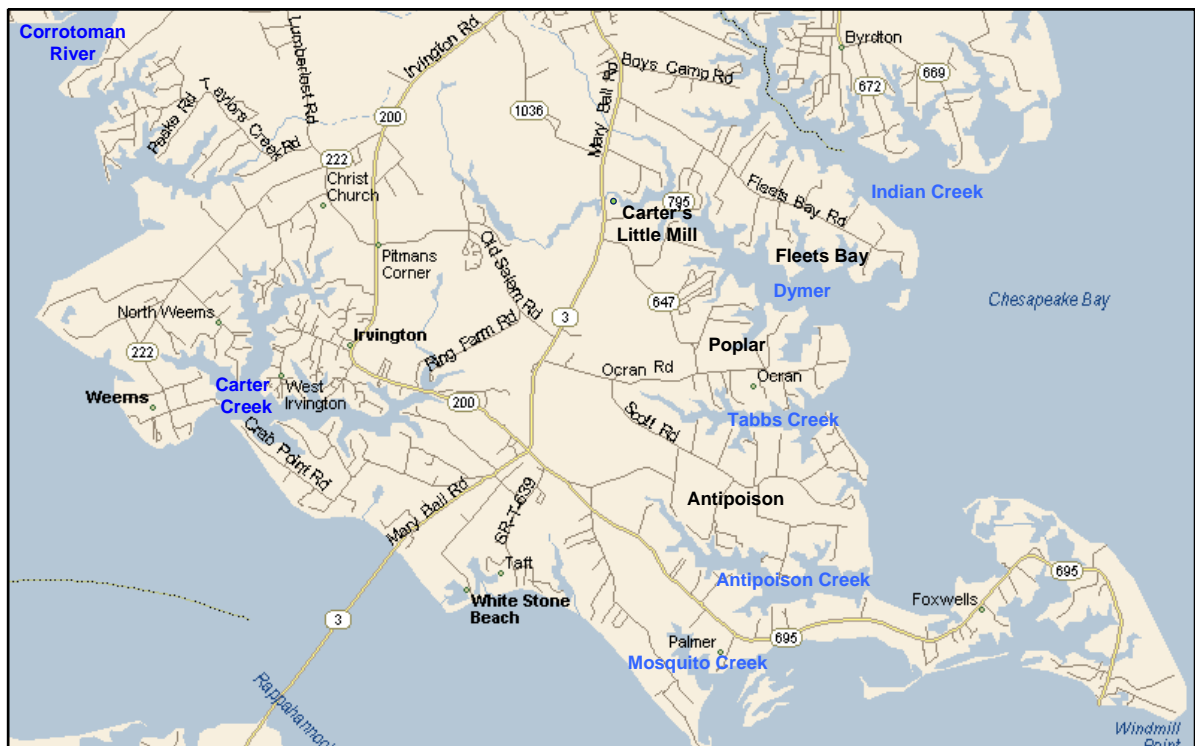 Corrotoman
River
Lumberlost Rd
Irvington Rd
Mary Ball Rd
Boys Camp Rd
Byrdton
669
672
1036
Paake Rd
Taylors Creek Rd
200
222
Christ
Church
Indian Creek
795
Fleets Bay Rd
Carter's
Little Mill
Pitmans
Corner
Old Salem Rd
Fleets Bay
Dymer
Chesapeake Bay
647
North Weems
3
Irvington
Ring Farm Rd
Poplar
222
Ocran Rd
Ocran
Weems
Carter
Creek
West
Irvington
200
Scott Rd
Tabbs Creek
Crab Point Rd
Mary Ball Rd
SR-T-639
Antipoison
Taft
Antipoison Creek
695
White Stone
Beach
Foxwells
3
Palmer
695
Mosquito Creek
Windmill